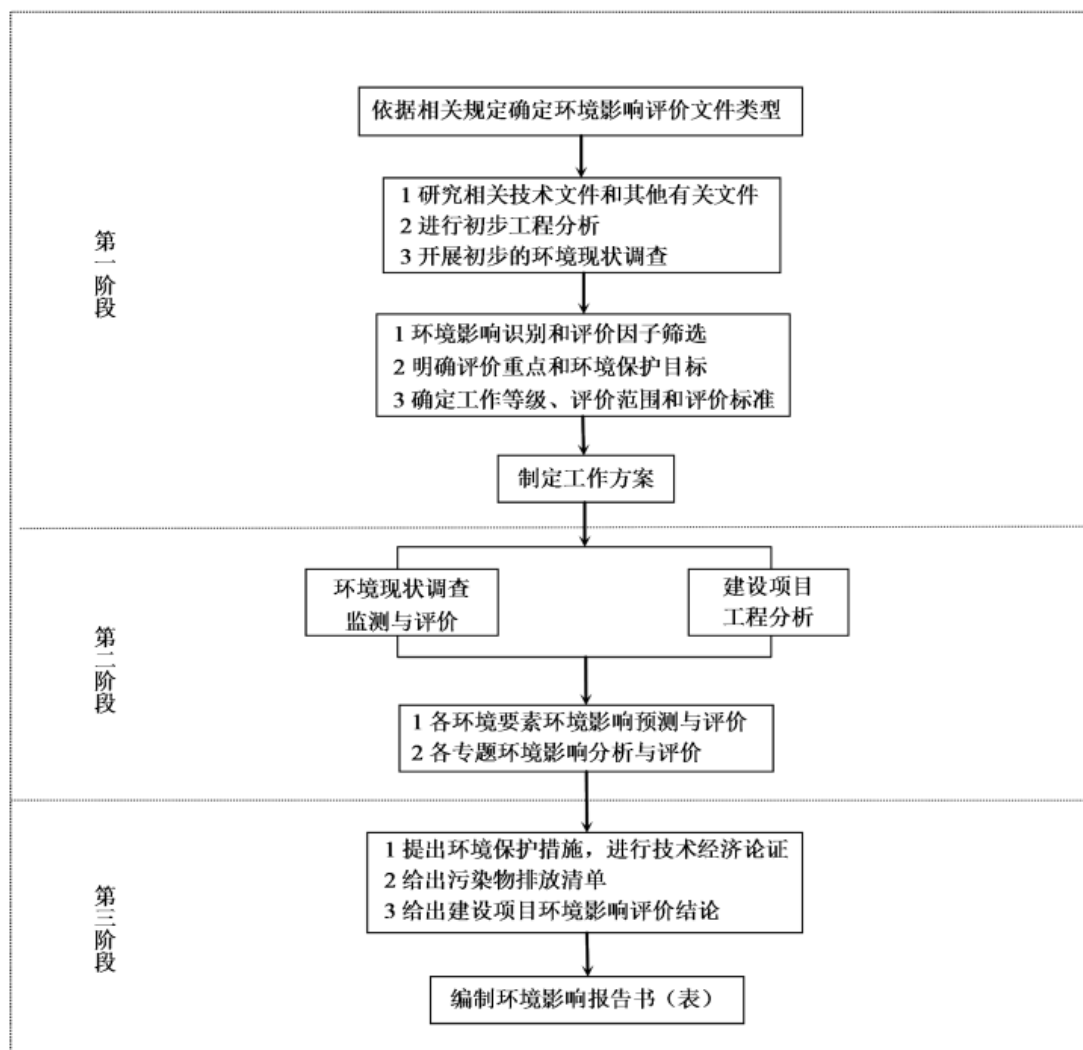 依据相关规定确定环境影响评价文件类型
1 研究相关技术文件和其他有关文件
2 进行初步工程分析
3 开展初步的环境现状调查
第一阶段
1 环境影响识别和评价因子筛选
2 明确评价重点和环境保护目标
3 确定工作等级、评价范围和评价标准
制定工作方案
第二阶段
环境现状调查
监测与评价
建设项目
工程分析
1 各环境要素环境影响预测与评价
2 各专题环境影响分析与评价
第三阶段
1 提出环境保护措施，进行技术经济论证
2 给出污染物排放清单
3 给出建设项目环境影响评价结论
编制环境影响报告书（表）